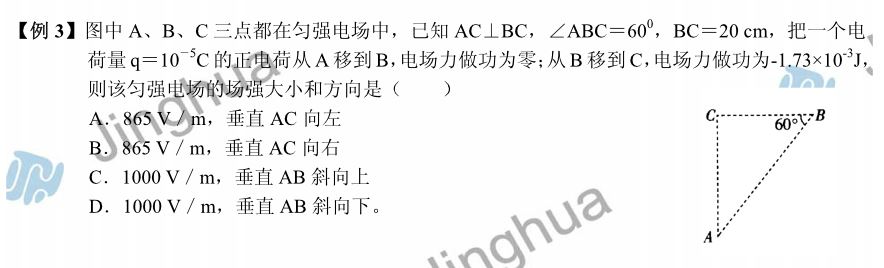 【例 3】图中 A、B、C 三点都在匀强电场中，已知 AC⊥BC，∠ABC＝60⁰，BC＝20 cm，把一个电
荷量 q＝10⁻⁵C 的正电荷从 A 移到 B，电场力做功为零；从 B 移到 C，电场力做功为-1.73×10⁻³J，
则该匀强电场的场强大小和方向是（　　）
A．865 V／m，垂直 AC 向左
B．865 V／m，垂直 AC 向右
C．1000 V／m，垂直 AB 斜向上
D．1000 V／m，垂直 AB 斜向下。
C
B
60°
A
Jinghua
Jinghua